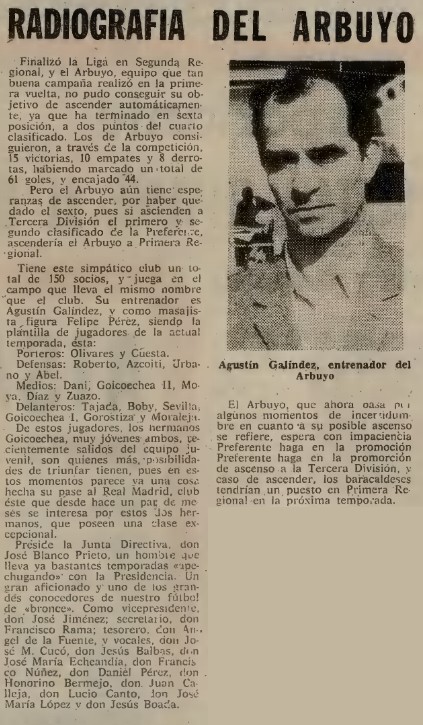 RADIOGRAFIA DEL ARBUYO
Finalizó la Liga en Segunda Re-
gional, y el Arbuyo, equipo que tan
buena campaña realizó en la prime-
ra vuelta, no pudo conseguir su ob-
jetivo de ascender automáticamen-
te, ya que ha terminado en sexta
posición, a dos puntos del cuarto
clasificado. Los de Arbuyo consi-
guieron, a través de la competición,
15 victorias, 10 empates y 8 derro-
tas, habiendo marcado un total de
61 goles, y encajado 44.
Pero el Arbuyo aún tiene espe-
ranzas de ascender, por haber que-
dado el sexto, pues si ascienden a
Tercera División el primero y se-
gundo clasificado de la Preferente,
ascendería el Arbuyo a Primera Re-
gional.
Tiene este simpático club un to-
tal de 150 socios, y juega en el
campo que lleva el mismo nombre
que el club. Su entrenador es
Agustín Galíndez, y como masajis-
ta figura Felipe Pérez, siendo la
plantilla de jugadores de la actual
temporada, ésta:
Porteros: Olivares y Cuesta.
Defensas: Roberto, Azcoiti, Urba-
no y Abel.
Medios: Dani, Goicoechea II, Mo-
ya, Díaz y Zuazo.
Delanteros: Tajada, Boby, Sevilla,
Goicoechea I, Gorostiz y Moralejo.
De estos jugadores, los hermanos
Goicoechea, muy jóvenes ambos, re-
cientemente salidos del equipo ju-
venil, son quienes más posibilida-
des de triunfar tienen, pues en es-
tos momentos parece ya una cosa
hecha su pase al Real Madrid, club
éste que desde hace un par de me-
ses se interesa por estos dos her-
manos, que poseen una clase ex-
cepcional.
Preside la Junta Directiva, don
José Blanco Prieto, un hombre que
lleva ya bastantes temporadas «ape-
chugando» con la Presidencia. Un
gran aficionado y uno de los gran-
des conocedores de nuestro fútbol
de «bronce». Como vicepresidente,
don José Jiménez; secretario, don
Francisco Rama; tesorero, don An-
gel de la Fuente, y vocales, don Jo-
sé M. Cucó, don Jesús Balbas, don
José María Echeandía, don Francis-
co Núñez, don Daniel Pérez, don
Honorino Bermejo, don Juan Ca-
lleja, don Lucio Canto, don José
María López y don Jesús Boada.
Agustín Galíndez, entrenador del
Arbuyo
El Arbuyo, que ahora pasa por
algunos momentos de incertidum-
bre en cuanto a su posible ascenso
se refiere, espera con impaciencia
Preferente haga en la promoción
Preferente haga en la promorción
de ascenso a la Tercera División, y
caso de ascender, los baracaldeses
tendrían un puesto en Primera Re-
gional en la próxima temporada.